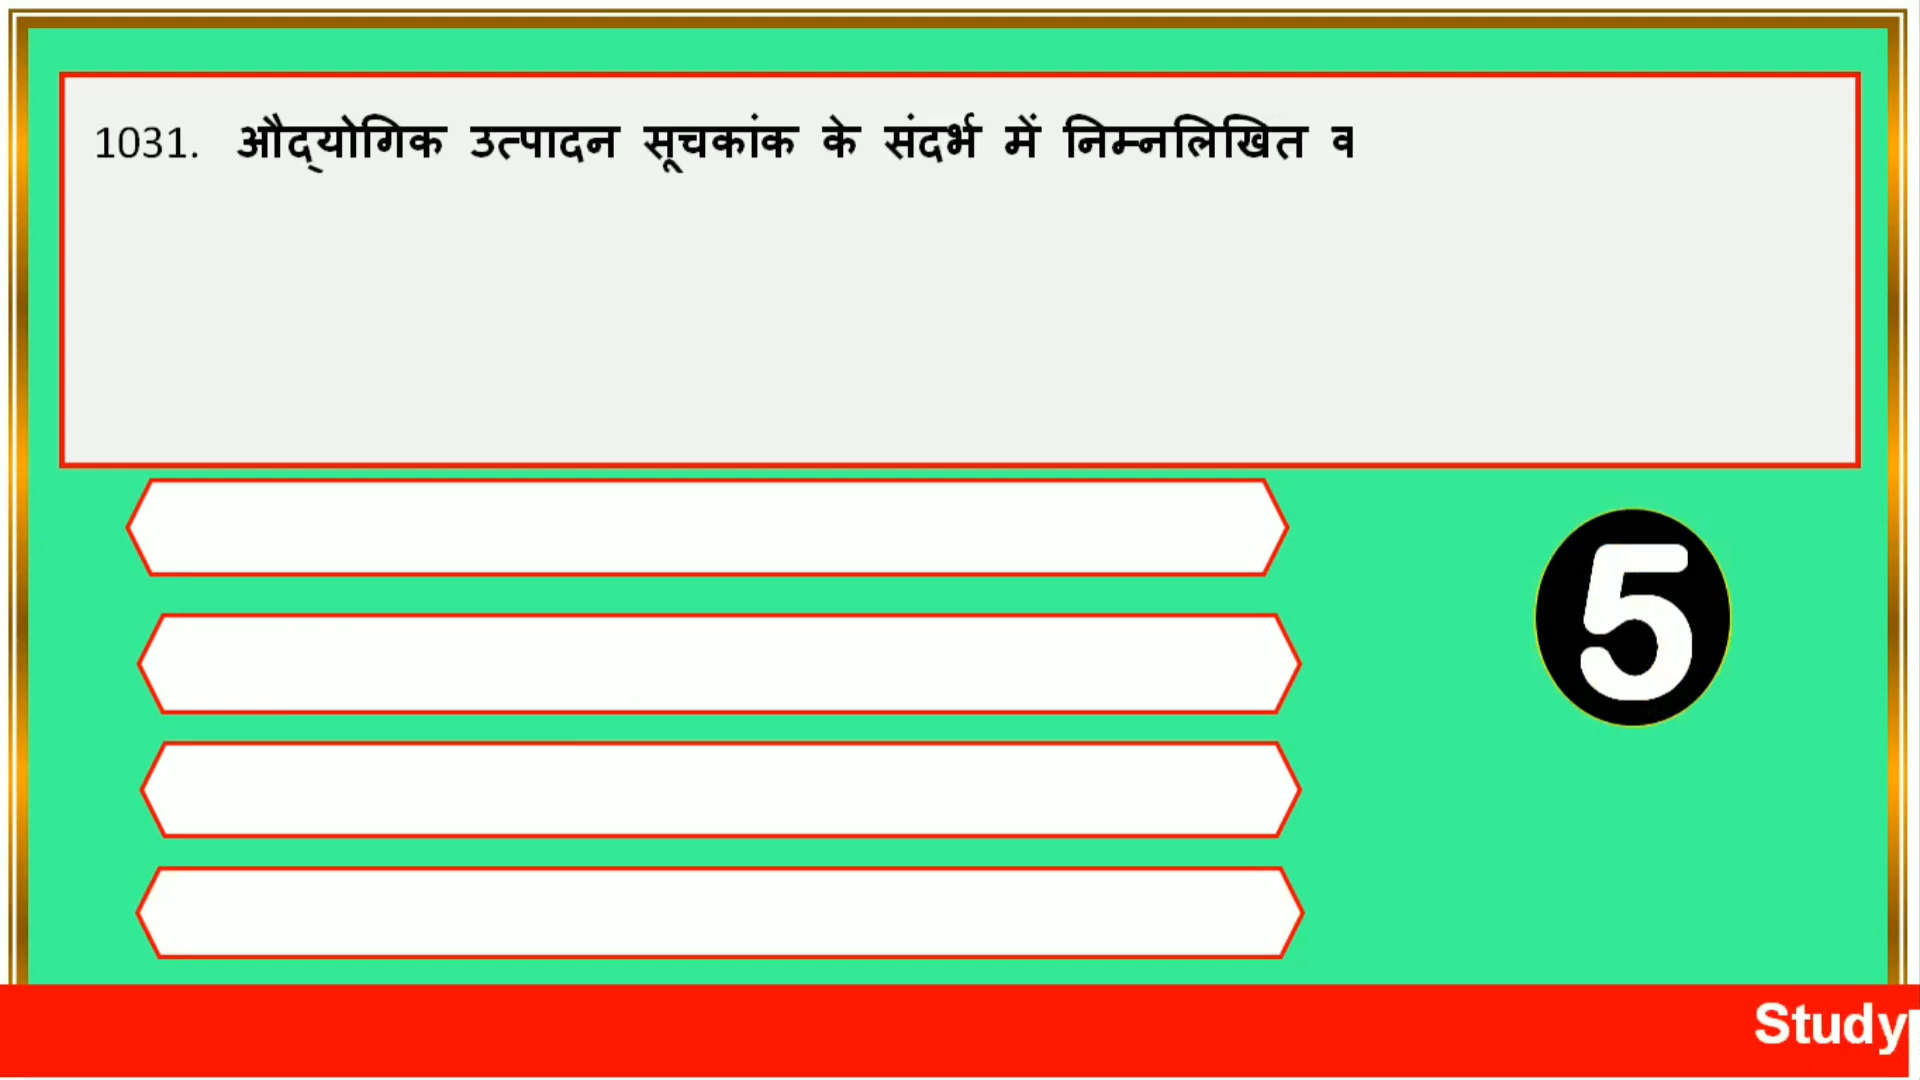 1031. औद्योगिक उत्पादन सूचकांक के संदर्भ में निम्नलिखित व
5
Study